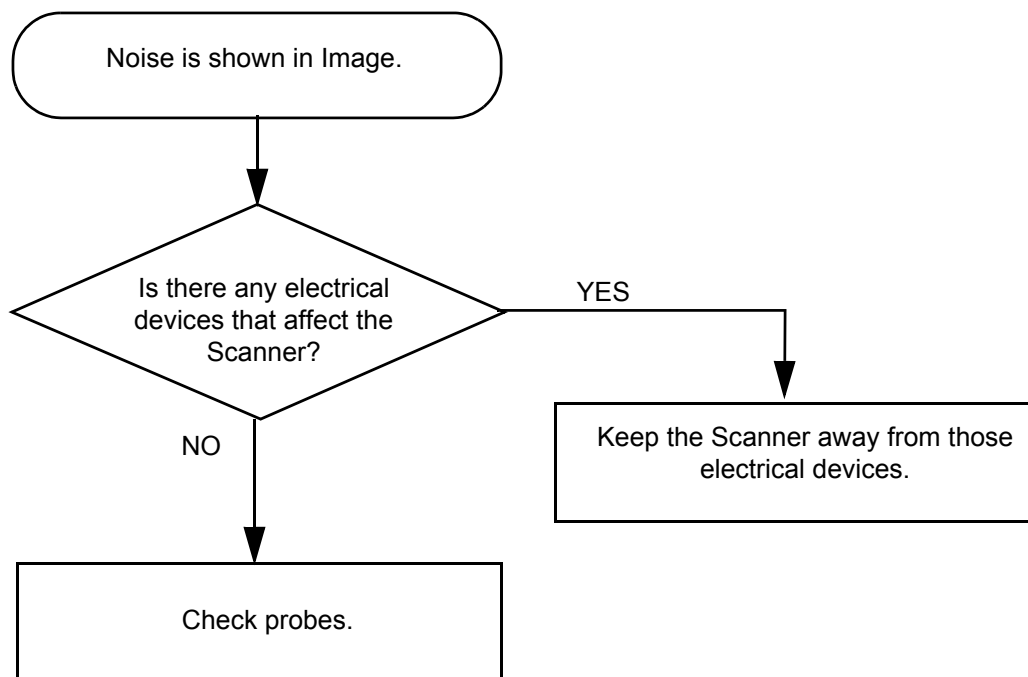 Noise is shown in Image.
Is there any electrical
devices that affect the
Scanner?
YES
NO
Keep the Scanner away from those
electrical devices.
Check probes.